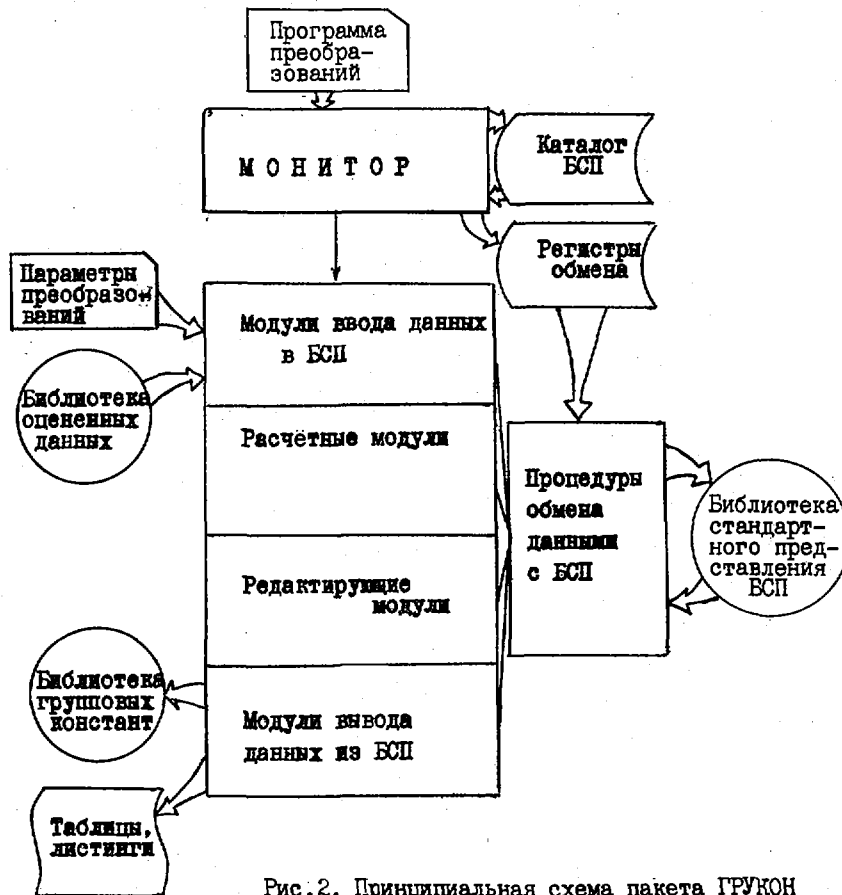 Программа
преобра-
зований
МОНИТОР
Каталог
БСП
Регистры
обмена
Параметры
преобразо-
ваний
Модули ввода данных
в БСП
Библиотека
оцененных
данных
Расчётные модули
Процедуры
обмена
данными
с БСП
Библиотека
стандарт-
ного пред-
ставления
БСП
Редактирующие
модули
Библиотека
групповых
констант
Модули вывода
данных из БСП
Таблицы,
листинги
Рис.2. Принципиальная схема пакета ГРУКОН